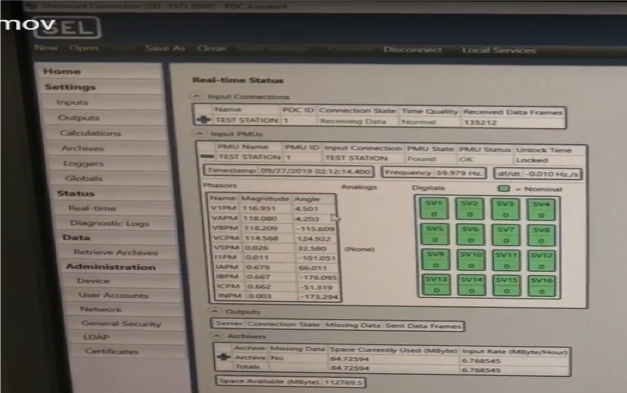 Universal Connection [SEL-3573 2008] - PDC Assistant
mov
SEL
New Open Save As Close Disconnect Local Services
Home
Settings
Inputs
Outputs
Calculations
Archives
Loggers
Globals
Status
Real-time
Diagnostic Logs
Data
Retrieve Archives
Administration
Device
User Accounts
Network
General Security
LDAP
Certificates
Real-time Status
Input Connections
Name PDC ID Connection State Time Quality Received Data Frames
TEST STATION 1 Receiving Data Normal 135212
Input PMUs
PMU Name PMU ID Input Connection PMU State PMU Status Unlock Time
TEST STATION 1 TEST STATION Found OK Locked
Timestamp 09/27/2019 02:12:14.400 Frequency 59.979 Hz. df/dt -0.010 Hz./s
Phasors Analogs Digitals = Nominal
Name Magnitude Angle
V1PM 116.951 4.501
VAPM 118.080 4.203
VBPM 118.209 -115.609
VCPM 114.568 124.922
VSPM 0.026 32.580
I1PM 0.011 -101.051
IAPM 0.679 66.011
IBPM 0.667 -176.095
ICPM 0.662 -51.319
INPM 0.003 -173.294
(None)
SV1 SV2 SV3 SV4
0 0 0 0
SV5 SV6 SV7 SV8
0 0 0 0
SV9 SV10 SV11 SV12
0 0 0 0
SV13 SV14 SV15 SV16
0 0 0 0
Outputs
Server Connection State Missing Data Sent Data Frames
Archivers
Archive Missing Data Space Currently Used (MByte) Input Rate (MByte/Hour)
Archive No 84.72594 6.768545
Totals 84.72594 6.768545
Space Available (MByte) 112789.5